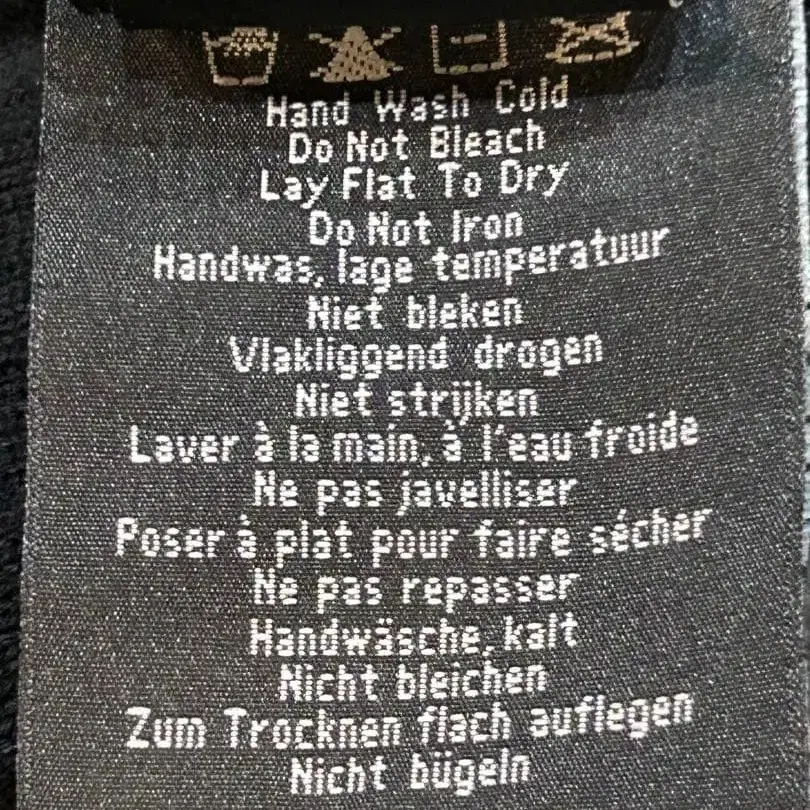 Hand Wash Cold
Do Not Bleach
Lay Flat To Dry
Do Not Iron
Handwas, lage temperatuur
Niet bleken
Vlakliggend drogen
Niet strijken
Laver à la main, à l'eau froide
Ne pas javelliser
Poser à plat pour faire sécher
Ne pas repasser
Handwäsche, kalt
Nicht bleichen
Zum Trocknen flach auflegen
Nicht bügeln